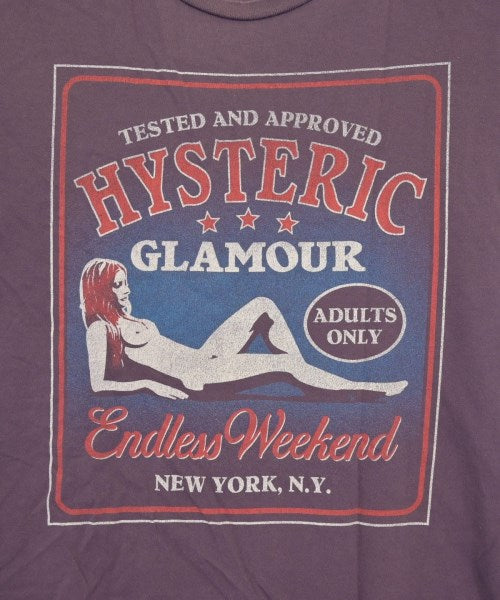 TESTED AND APPROVED
HYSTERIC
GLAMOUR
ADULTS
ONLY
Endless Weekend
NEW YORK, N.Y.